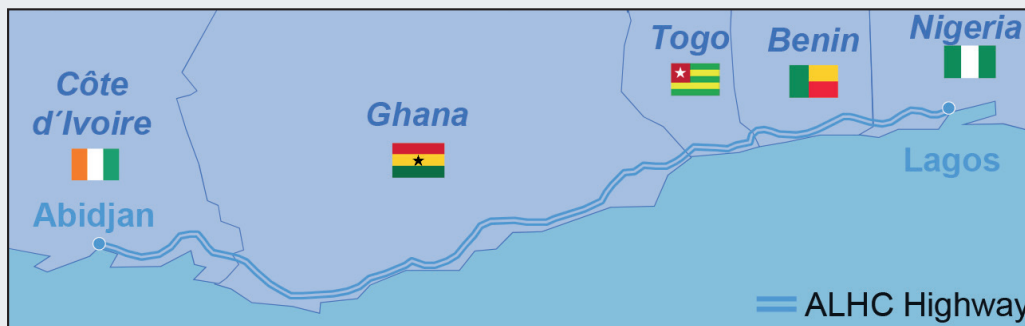 Côte
d´Ivoire
Ghana
Togo
Benin
Nigeria
Abidjan
Lagos
ALHC Highway